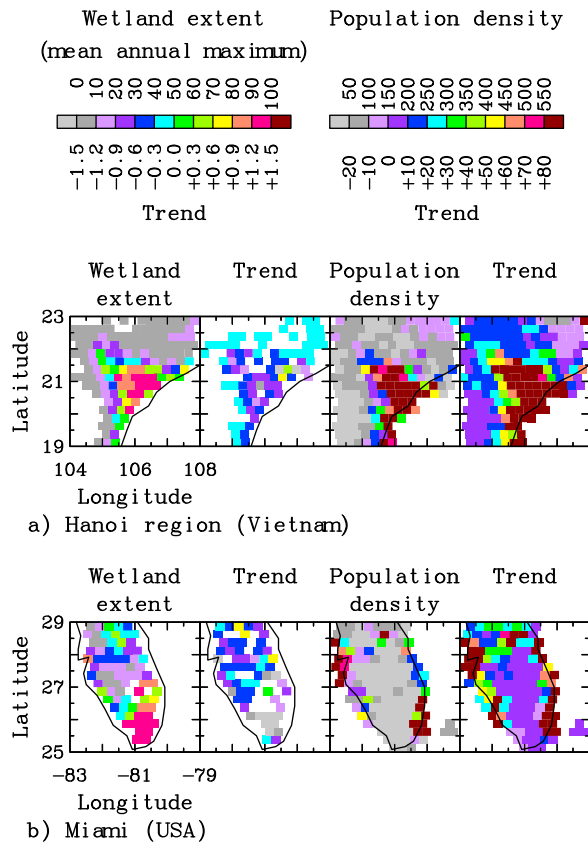 Wetland extent Population density
(mean annual maximum)
0 10 20 30 40 50 60 70 80 90 100
50 100 150 200 250 300 350 400 450 500 550
−1.5 −1.2 −0.9 −0.6 −0.3 0.0 +0.3 +0.6 +0.9 +1.2 +1.5
−20 −10 0 +10 +20 +30 +40 +50 +60 +70 +80
Trend Trend
Wetland extent Trend Population density Trend
Latitude
23
21
19
104 106 108
Longitude
a) Hanoi region (Vietnam)
Wetland extent Trend Population density Trend
Latitude
29
27
25
−83 −81 −79
Longitude
b) Miami (USA)